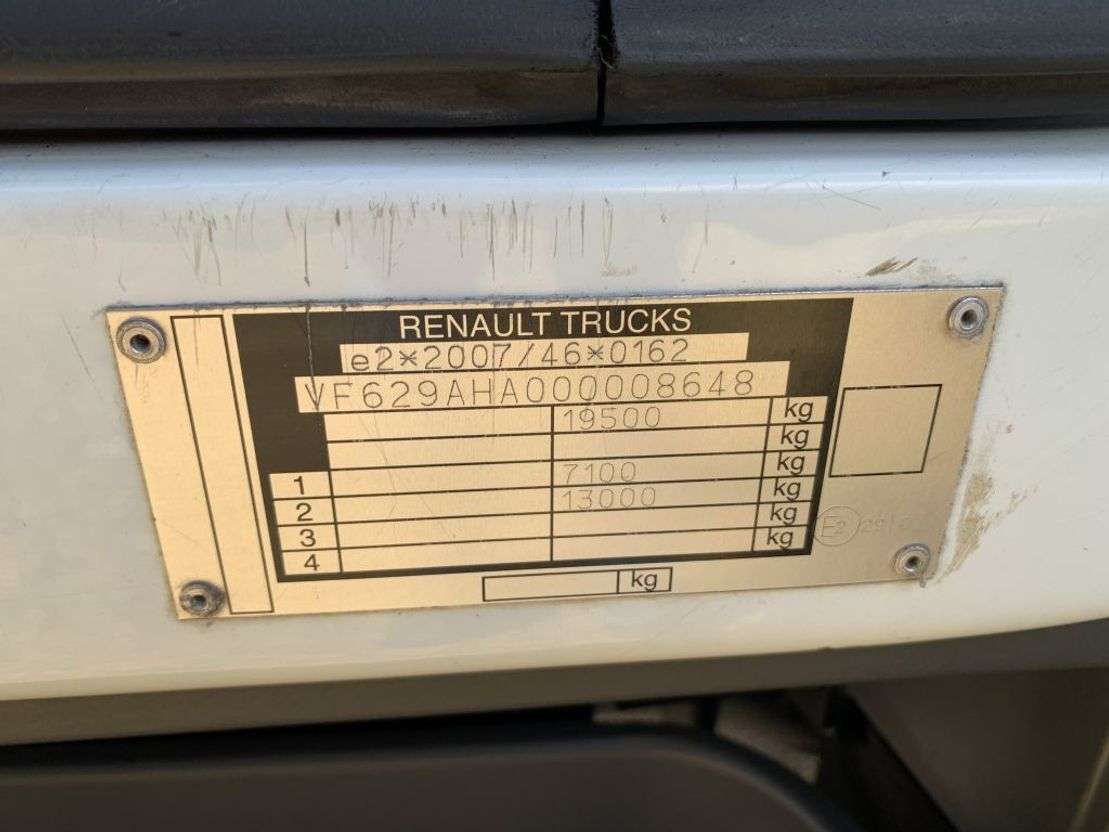 RENAULT TRUCKS
e2*2007/46*0162
VF629AHA000008648
19500 kg
kg
1 7100 kg
2 13000 kg
3 kg
4 kg
E2
kg